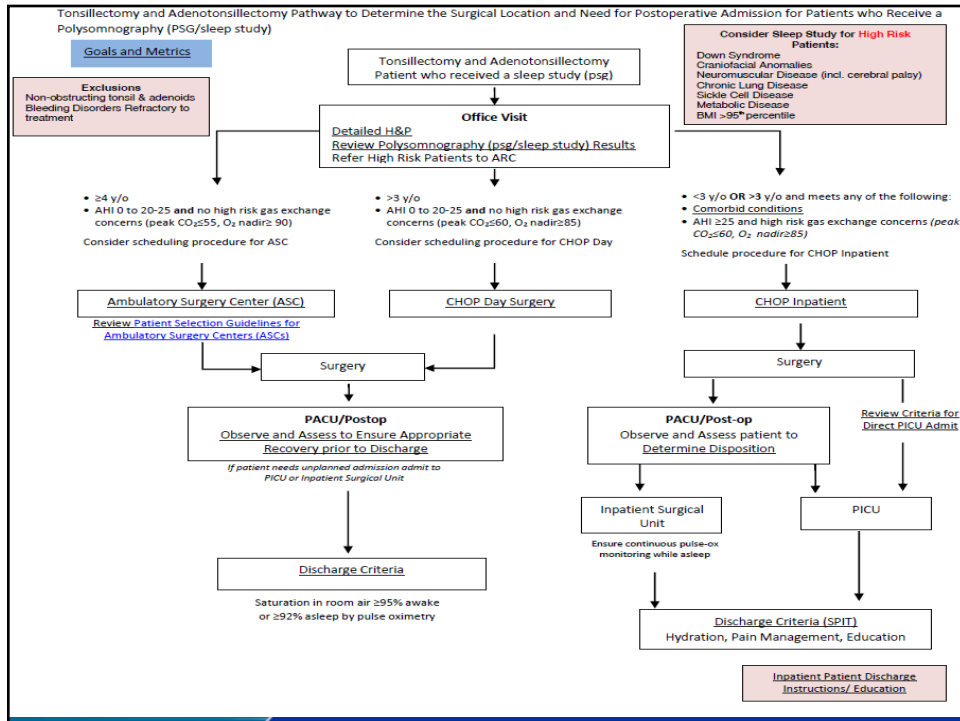 Tonsillectomy and Adenotonsillectomy Pathway to Determine the Surgical Location and Need for Postoperative Admission for Patients who Receive a
Polysomnography (PSG/sleep study)
Goals and Metrics
Exclusions
Non-obstructing tonsil & adenoids
Bleeding Disorders Refractory to
treatment
Tonsillectomy and Adenotonsillectomy
Patient who received a sleep study (psg)
Consider Sleep Study for High Risk
Patients:
Down Syndrome
Craniofacial Anomalies
Neuromuscular Disease (incl. cerebral palsy)
Chronic Lung Disease
Sickle Cell Disease
Metabolic Disease
BMI >95th percentile
Office Visit
Detailed H&P
Review Polysomnography (psg/sleep study) Results
Refer High Risk Patients to ARC
• ≥4 y/o
• AHI 0 to 20-25 and no high risk gas exchange
concerns (peak CO₂≤55, O₂ nadir≥ 90)
Consider scheduling procedure for ASC
• >3 y/o
• AHI 0 to 20-25 and no high risk gas exchange
concerns (peak CO₂≤60, O₂ nadir≥85)
Consider scheduling procedure for CHOP Day
• <3 y/o OR >3 y/o and meets any of the following:
• Comorbid conditions
• AHI ≥25 and high risk gas exchange concerns (peak
CO₂≤60, O₂ nadir≥85)
Schedule procedure for CHOP Inpatient
Ambulatory Surgery Center (ASC)
Review Patient Selection Guidelines for
Ambulatory Surgery Centers (ASCs)
CHOP Day Surgery
CHOP Inpatient
Surgery
Surgery
PACU/Postop
Observe and Assess to Ensure Appropriate
Recovery prior to Discharge
If patient needs unplanned admission admit to
PICU or Inpatient Surgical Unit
PACU/Post-op
Observe and Assess patient to
Determine Disposition
Review Criteria for
Direct PICU Admit
Inpatient Surgical
Unit
Ensure continuous pulse-ox
monitoring while asleep
PICU
Discharge Criteria
Saturation in room air ≥95% awake
or ≥92% asleep by pulse oximetry
Discharge Criteria (SPIT)
Hydration, Pain Management, Education
Inpatient Patient Discharge
Instructions/ Education